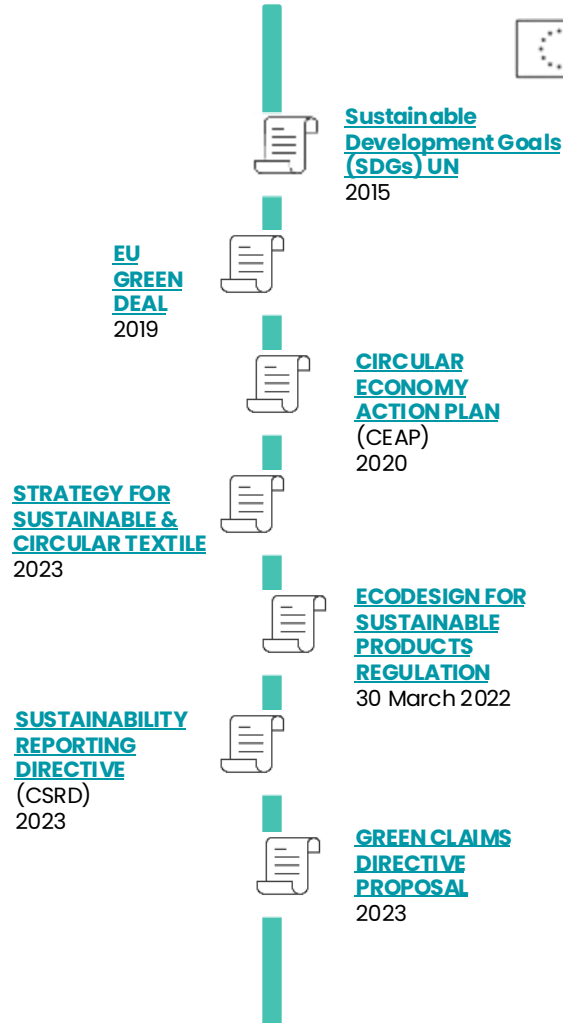 Sustainable
Development Goals
(SDGs) UN
2015
EU
GREEN
DEAL
2019
CIRCULAR
ECONOMY
ACTION PLAN
(CEAP)
2020
STRATEGY FOR
SUSTAINABLE &
CIRCULAR TEXTILE
2023
ECODESIGN FOR
SUSTAINABLE
PRODUCTS
REGULATION
30 March 2022
SUSTAINABILITY
REPORTING
DIRECTIVE
(CSRD)
2023
GREEN CLAIMS
DIRECTIVE
PROPOSAL
2023